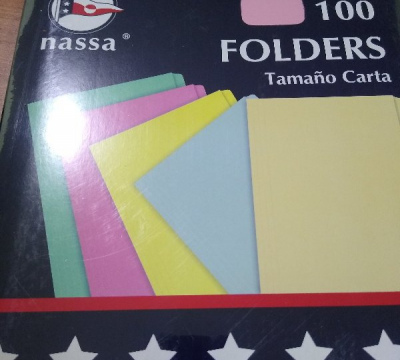 nassa ®
100
FOLDERS
Tamaño Carta